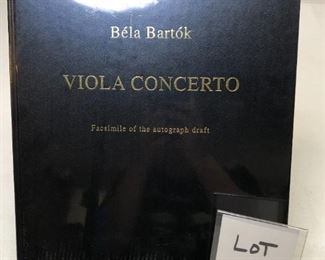 Béla Bartók
VIOLA CONCERTO
Facsimile of the autograph draft
LOT